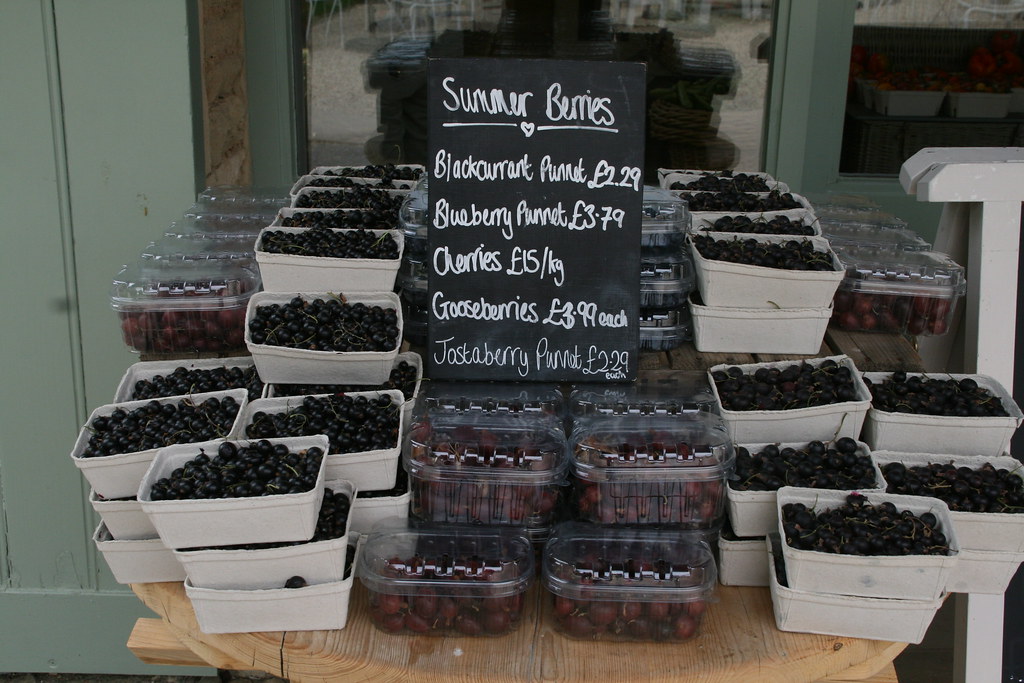 Summer Berries
Blackcurrant Punnet £2.29
Blueberry Punnet £3.79
Cherries £15/kg
Gooseberries £3.99 each
Jostaberry Punnet £2.29
each